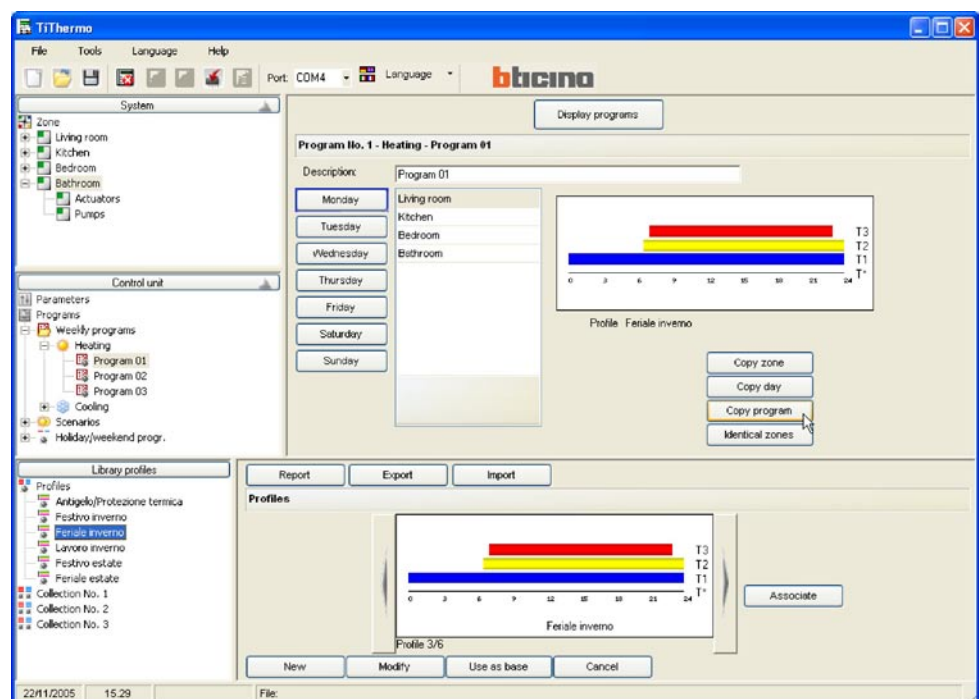 TiThermo
File Tools Language Help
Port: COM4 Language bticino
System
Zone
Living room
Kitchen
Bedroom
Bathroom
Actuators
Pumps
Control unit
Parameters
Programs
Weekly programs
Heating
Program 01
Program 02
Program 03
Cooling
Scenarios
Holiday/weekend progr.
Library profiles
Profiles
Antigelo/Protezione termica
Festivo inverno
Feriale inverno
Lavoro inverno
Festivo estate
Feriale estate
Collection No. 1
Collection No. 2
Collection No. 3
Display programs
Program No. 1 - Heating - Program 01
Description: Program 01
Monday
Tuesday
Wednesday
Thursday
Friday
Saturday
Sunday
Living room
Kitchen
Bedroom
Bathroom
T3
T2
T1
T*
0 3 6 9 12 15 18 21 24
Profile Feriale inverno
Copy zone
Copy day
Copy program
Identical zones
Report Export Import
Profiles
T3
T2
T1
T*
0 3 6 9 12 15 18 21 24
Feriale inverno
Profile 3/6
Associate
New Modify Use as base Cancel
22/11/2005 15.29 File: